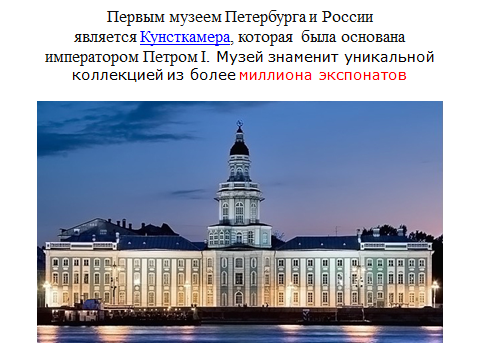 Первым музеем Петербурга и России
является Кунсткамера, которая была основана
императором Петром I. Музей знаменит уникальной
коллекцией из более миллиона экспонатов